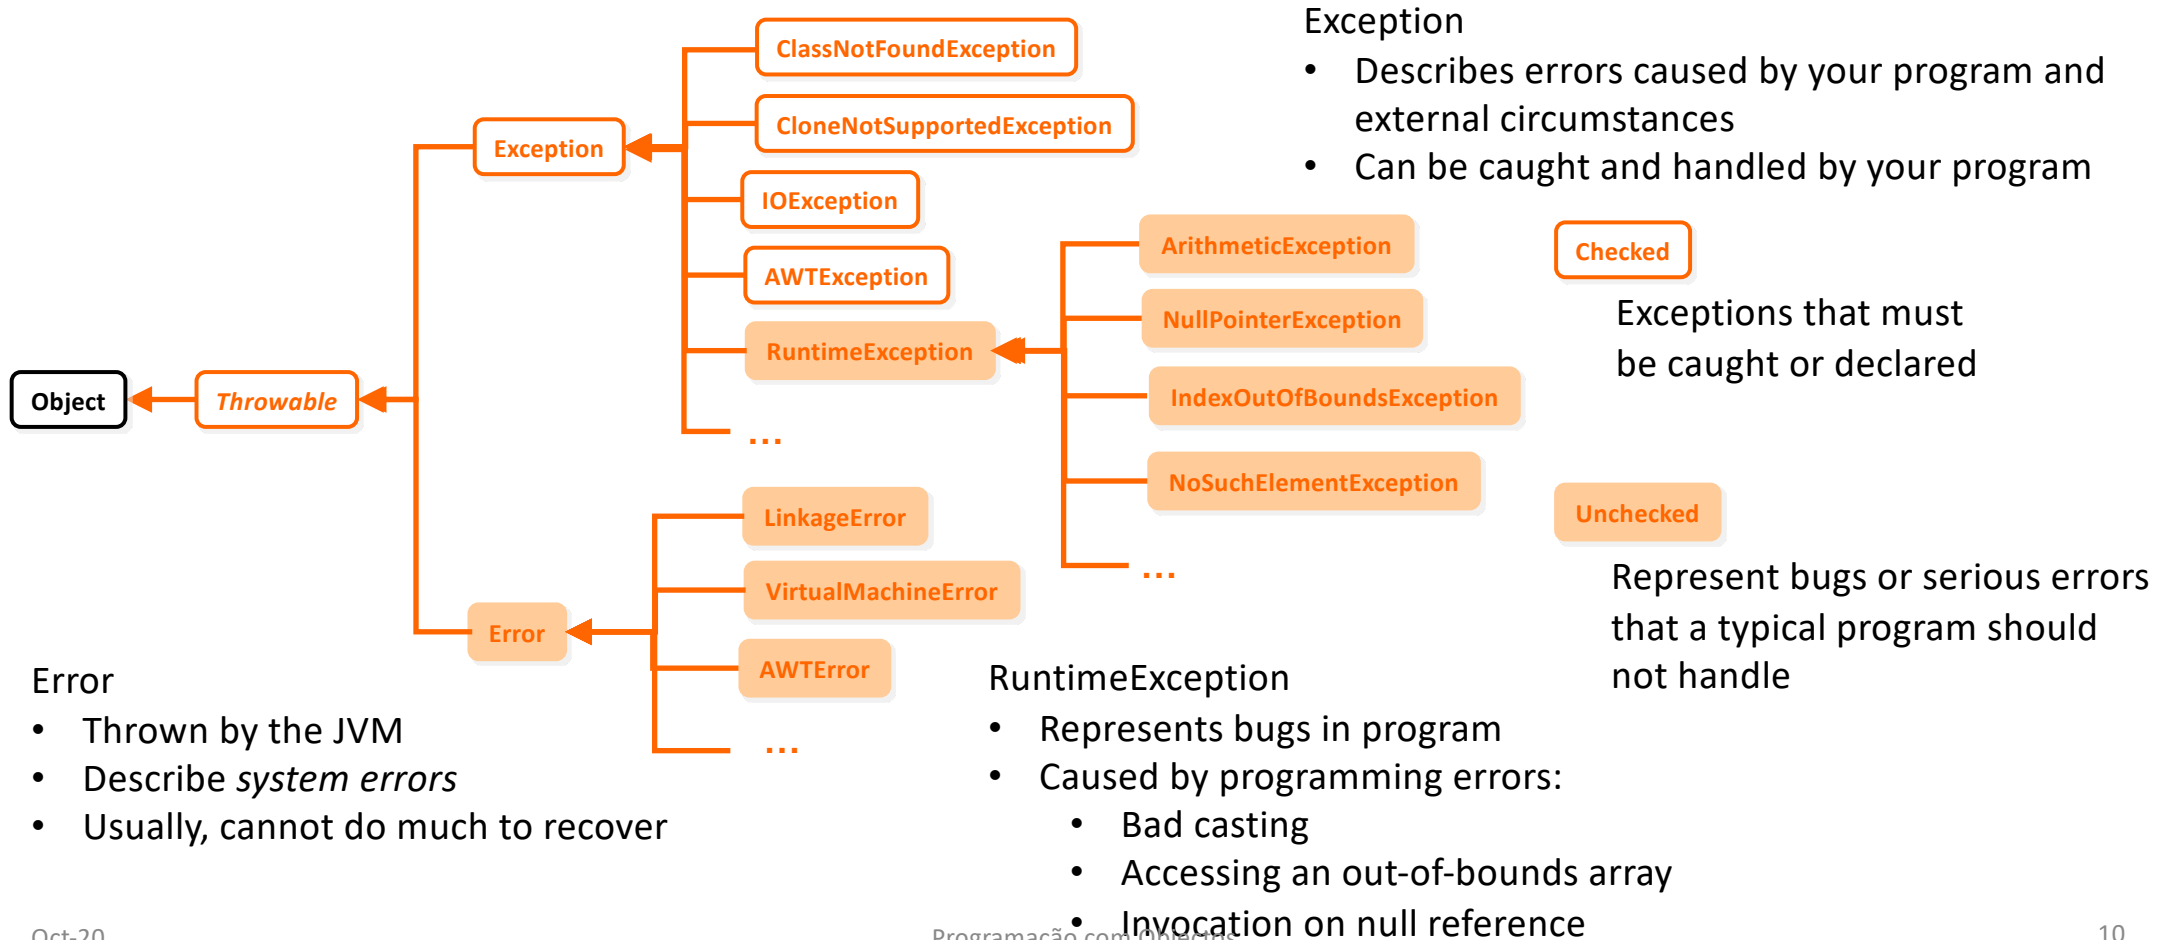 ClassNotFoundException
CloneNotSupportedException
Exception
IOException
AWTException
RuntimeException
...
Object
Throwable
ArithmeticException
NullPointerException
IndexOutOfBoundsException
NoSuchElementException
...
LinkageError
VirtualMachineError
Error
AWTError
...
Exception
• Describes errors caused by your program and
external circumstances
• Can be caught and handled by your program
Checked
Exceptions that must
be caught or declared
Unchecked
Represent bugs or serious errors
that a typical program should
not handle
Error
• Thrown by the JVM
• Describe system errors
• Usually, cannot do much to recover
RuntimeException
• Represents bugs in program
• Caused by programming errors:
• Bad casting
• Accessing an out-of-bounds array
• Invocation on null reference
Oct-20
Programação com Objectos
10